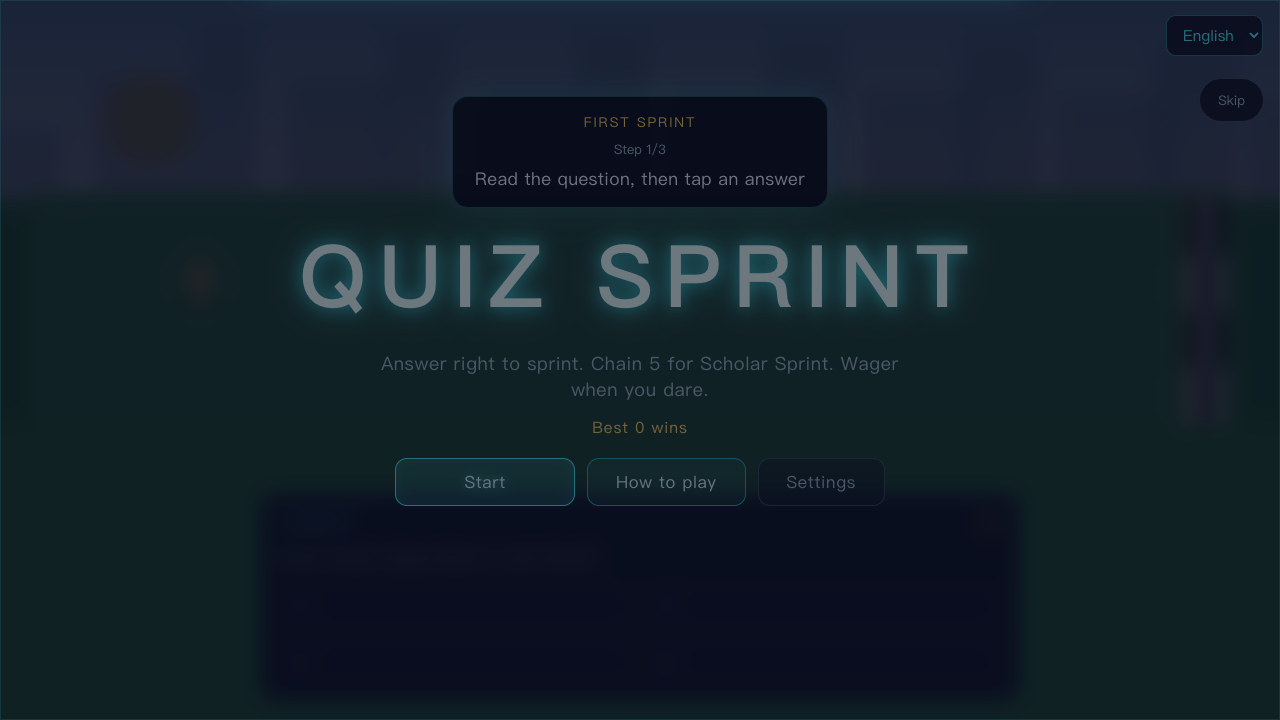 English
Skip
FIRST SPRINT
Step 1/3
Read the question, then tap an answer
QUIZ SPRINT
Answer right to sprint. Chain 5 for Scholar Sprint. Wager
when you dare.
Best 0 wins
Start
How to play
Settings